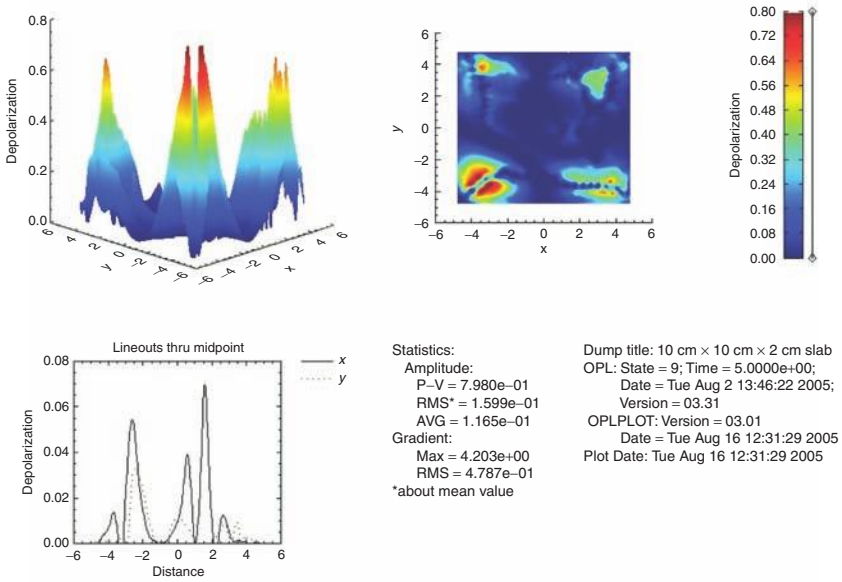 0.8
0.6
0.4
0.2
0.0
Depolarization
6
4
2
0
−2
−4
−6
y
−6
−4
−2
0
2
4
6
x
6
4
2
0
−2
−4
−6
y
−6 −4 −2 0 2 4 6
x
0.80
0.72
0.64
0.56
0.48
0.40
0.32
0.24
0.16
0.08
0.00
Depolarization
Lineouts thru midpoint
0.08
0.06
0.04
0.02
0.00
Depolarization
−6 −4 −2 0 2 4 6
Distance
x
y
Statistics:
Amplitude:
P–V = 7.980e−01
RMS* = 1.599e−01
AVG = 1.165e−01
Gradient:
Max = 4.203e+00
RMS = 4.787e−01
*about mean value
Dump title: 10 cm × 10 cm × 2 cm slab
OPL: State = 9; Time = 5.0000e+00;
Date = Tue Aug 2 13:46:22 2005;
Version = 03.31
OPLPLOT: Version = 03.01
Date = Tue Aug 16 12:31:29 2005
Plot Date: Tue Aug 16 12:31:29 2005